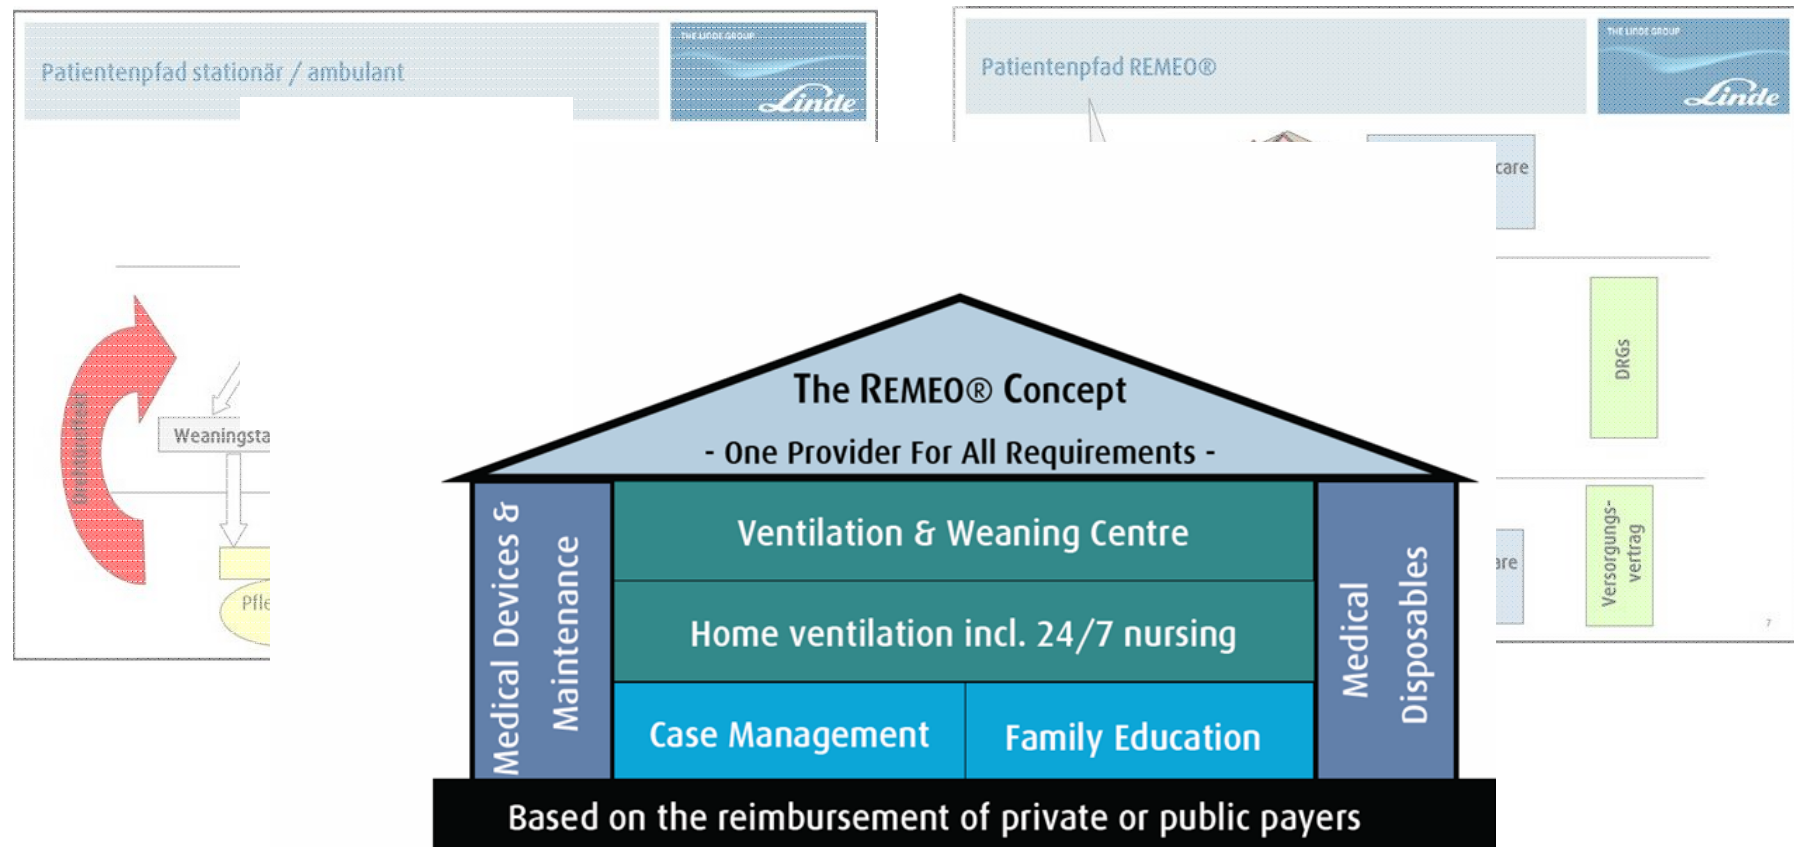 Patientenpfad stationär / ambulant
THE LINDE GROUP
Linde
Weaningsta
Pfle
Patientenpfad REMEO®
THE LINDE GROUP
Linde
care
DRGs
are
Versorgungs-
vertrag
7
The REMEO® Concept
- One Provider For All Requirements -
Medical Devices &
Maintenance
Ventilation & Weaning Centre
Home ventilation incl. 24/7 nursing
Case Management
Family Education
Medical
Disposables
Based on the reimbursement of private or public payers